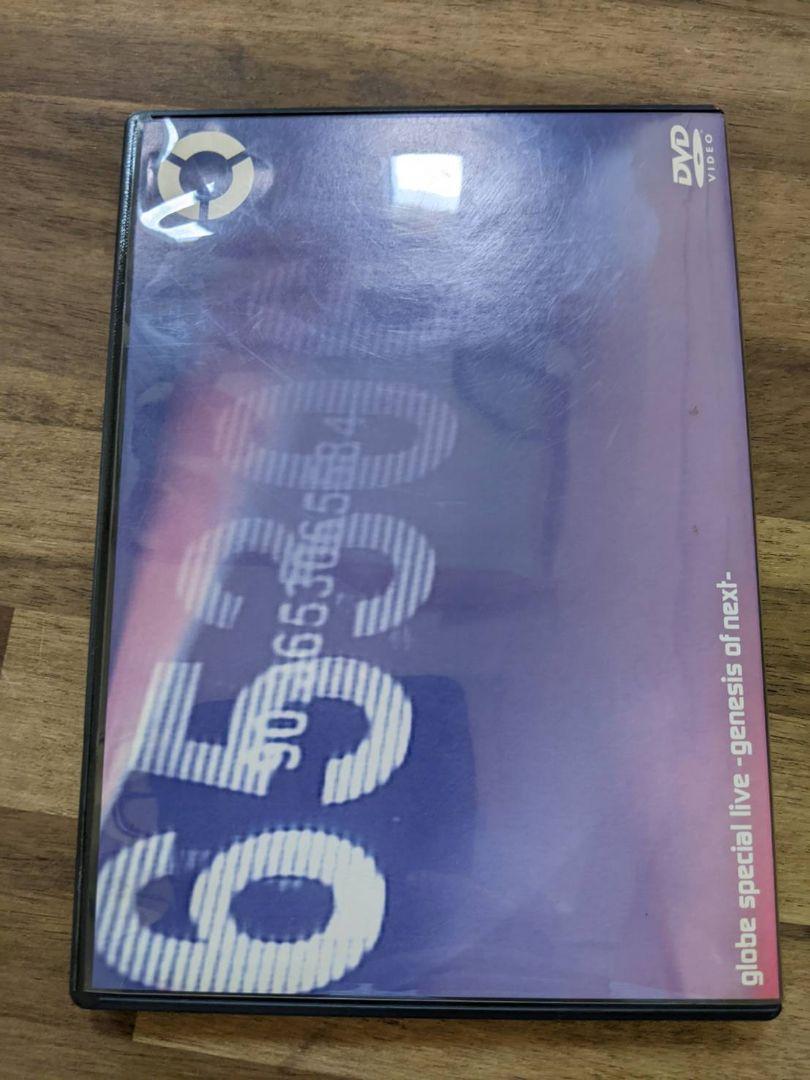 DVD
VIDEO
6530
globe special live -genesis of next-